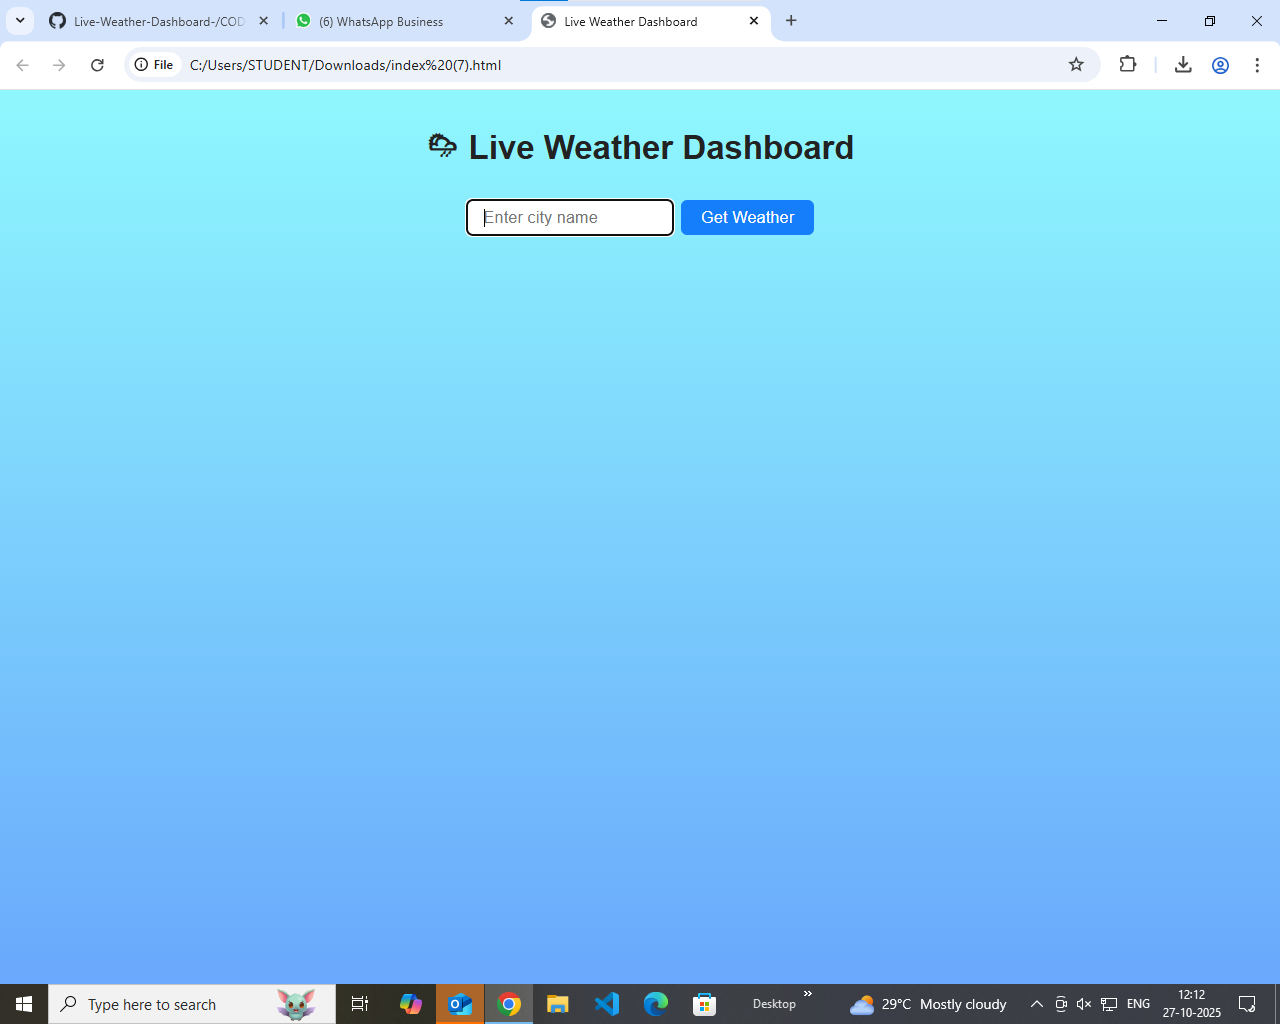 Live-Weather-Dashboard-/COD
(6) WhatsApp Business
Live Weather Dashboard
File
C:/Users/STUDENT/Downloads/index%20(7).html
Live Weather Dashboard
Enter city name
Get Weather
Type here to search
Desktop
29°C Mostly cloudy
ENG
12:12
27-10-2025